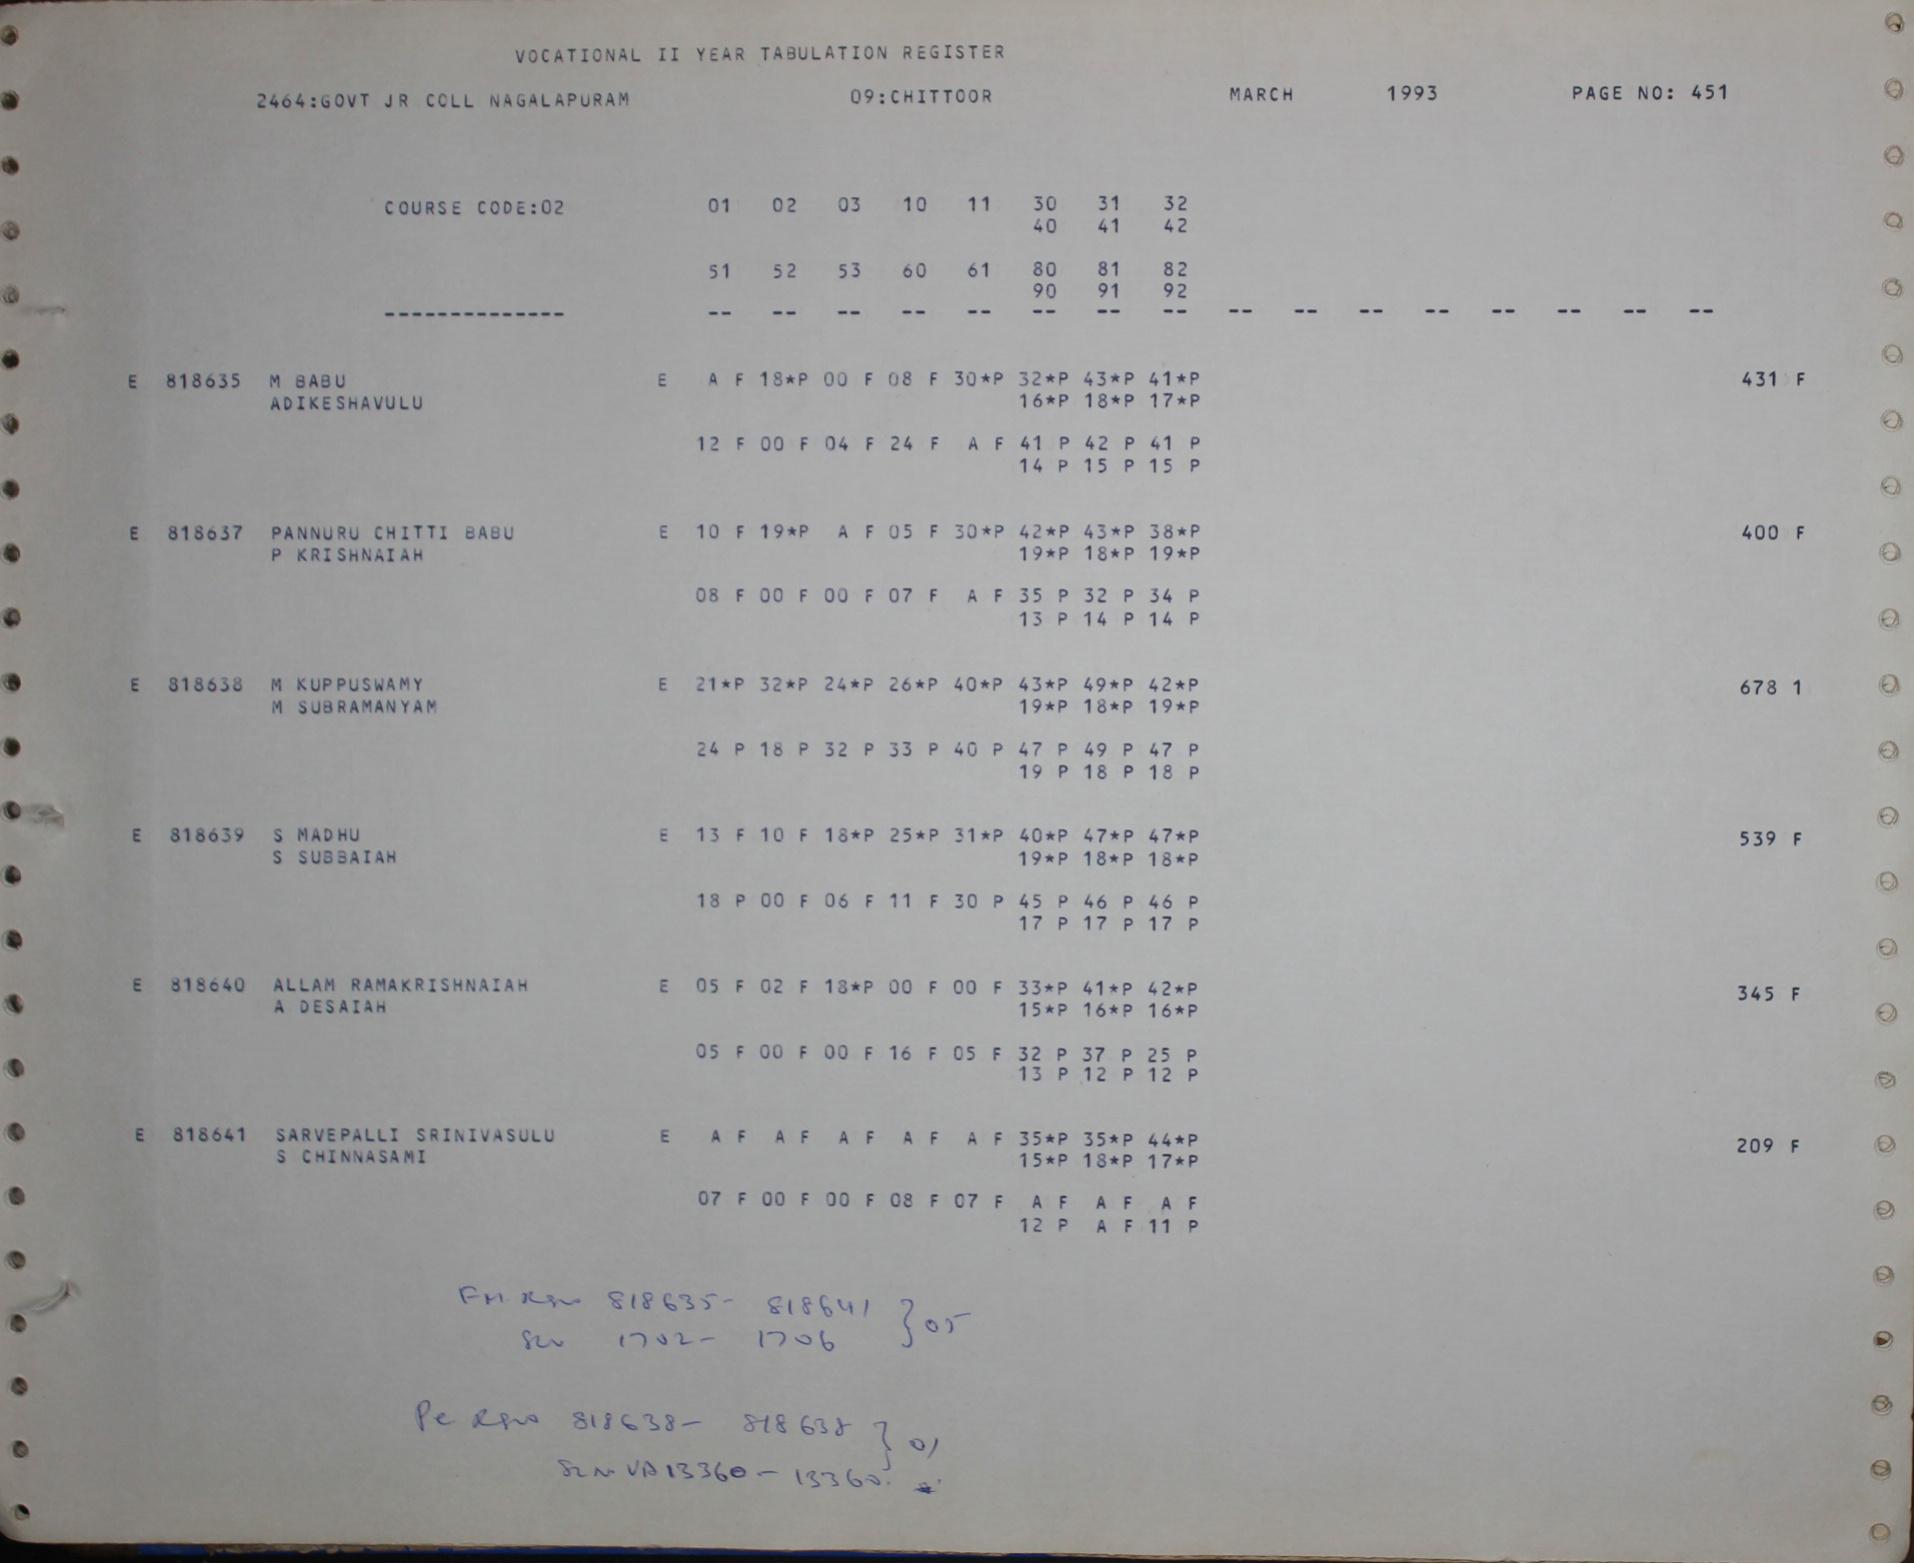 VOCATIONAL II YEAR TABULATION REGISTER
2464:GOVT JR COLL NAGALAPURAM 09:CHITTOOR MARCH 1993 PAGE NO: 451
COURSE CODE:02 01 02 03 10 11 30 31 32
40 41 42
51 52 53 60 61 80 81 82
90 91 92
-------------- -- -- -- -- -- -- -- -- -- -- -- -- -- -- -- --
E 818635 M BABU E A F 18*P 00 F 08 F 30*P 32*P 43*P 41*P 431 F
ADIKESHAVULU 16*P 18*P 17*P
12 F 00 F 04 F 24 F A F 41 P 42 P 41 P
14 P 15 P 15 P
E 818637 PANNURU CHITTI BABU E 10 F 19*P A F 05 F 30*P 42*P 43*P 38*P 400 F
P KRISHNAIAH 19*P 18*P 19*P
08 F 00 F 00 F 07 F A F 35 P 32 P 34 P
13 P 14 P 14 P
E 818638 M KUPPUSWAMY E 21*P 32*P 24*P 26*P 40*P 43*P 49*P 42*P 678 1
M SUBRAMANYAM 19*P 18*P 19*P
24 P 18 P 32 P 33 P 40 P 47 P 49 P 47 P
19 P 18 P 18 P
E 818639 S MADHU E 13 F 10 F 18*P 25*P 31*P 40*P 47*P 47*P 539 F
S SUBBAIAH 19*P 18*P 18*P
18 P 00 F 06 F 11 F 30 P 45 P 46 P 46 P
17 P 17 P 17 P
E 818640 ALLAM RAMAKRISHNAIAH E 05 F 02 F 18*P 00 F 00 F 33*P 41*P 42*P 345 F
A DESAIAH 15*P 16*P 16*P
05 F 00 F 00 F 16 F 05 F 32 P 37 P 25 P
13 P 12 P 12 P
E 818641 SARVEPALLI SRINIVASULU E A F A F A F A F A F 35*P 35*P 44*P 209 F
S CHINNASAMI 15*P 18*P 17*P
07 F 00 F 00 F 08 F 07 F A F A F A F
12 P A F 11 P
818635- 818641 } 05
1702- 1706
818638- 818638 } 01
13360- 13360.